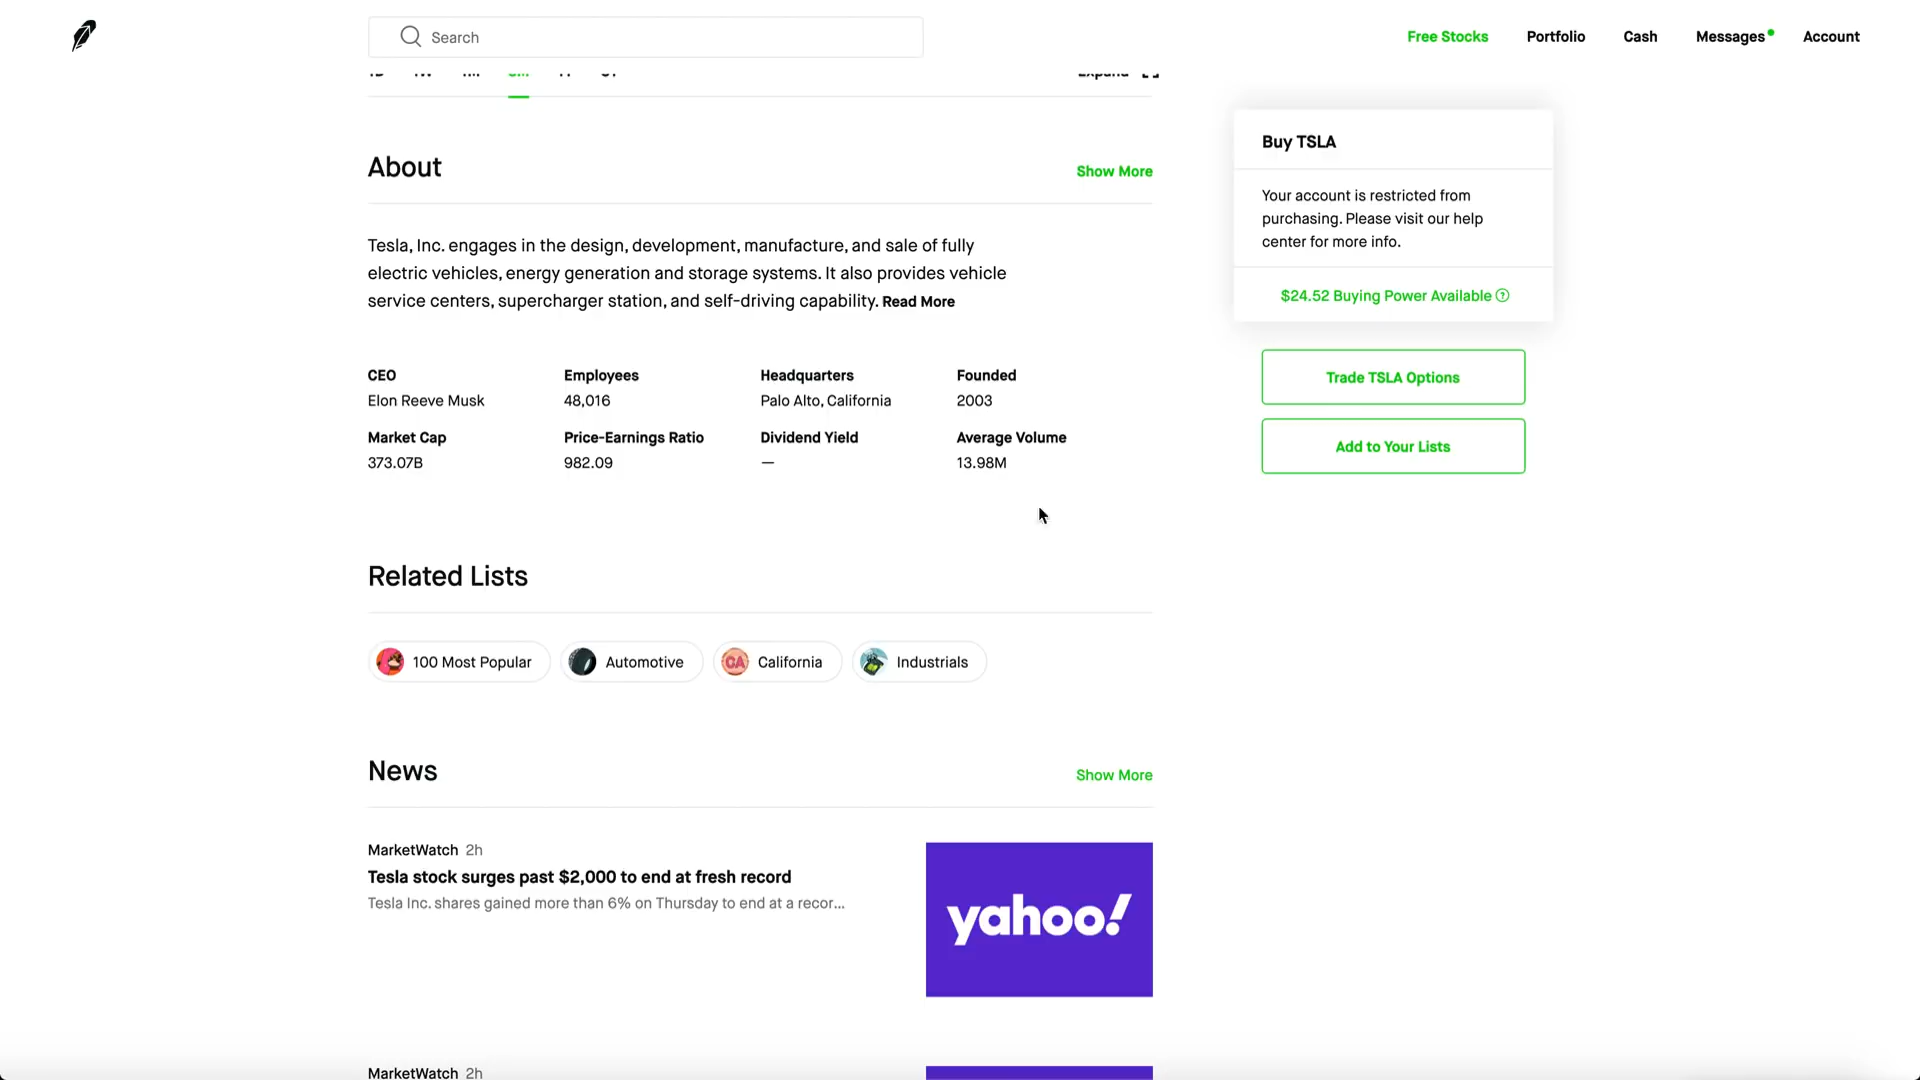 Search
Free Stocks
Portfolio
Cash
Messages
Account
Expand
About
Show More
Tesla, Inc. engages in the design, development, manufacture, and sale of fully
electric vehicles, energy generation and storage systems. It also provides vehicle
service centers, supercharger station, and self-driving capability. Read More
CEO
Elon Reeve Musk
Employees
48,016
Headquarters
Palo Alto, California
Founded
2003
Market Cap
373.07B
Price-Earnings Ratio
982.09
Dividend Yield
—
Average Volume
13.98M
Related Lists
100 Most Popular
Automotive
CA
California
Industrials
News
Show More
MarketWatch 2h
Tesla stock surges past $2,000 to end at fresh record
Tesla Inc. shares gained more than 6% on Thursday to end at a recor...
yahoo!
MarketWatch 2h
Buy TSLA
Your account is restricted from
purchasing. Please visit our help
center for more info.
$24.52 Buying Power Available ?
Trade TSLA Options
Add to Your Lists